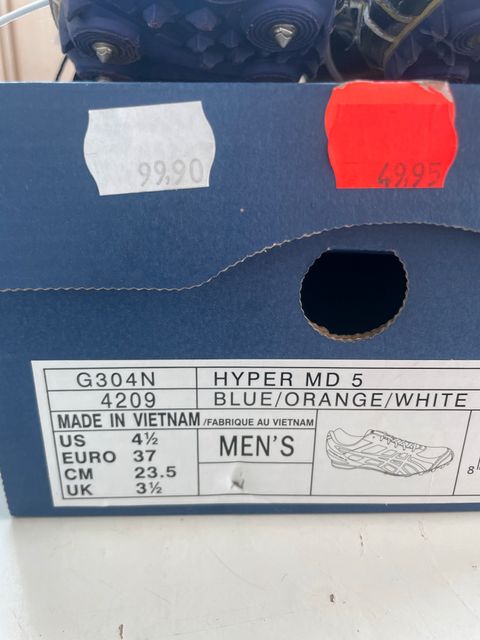 99,90
49,95
G304N HYPER MD 5
4209 BLUE/ORANGE/WHITE
MADE IN VIETNAM /FABRIQUE AU VIETNAM
US 4½
EURO 37
CM 23.5
UK 3½
MEN'S
8